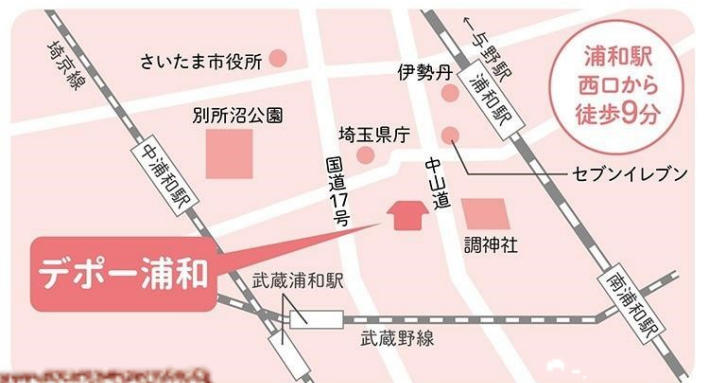 ←与野駅
埼京線
さいたま市役所
伊勢丹
浦和駅
浦和駅
西口から
徒歩9分
別所沼公園
中浦和駅
埼玉県庁
国道17号
中山道
セブンイレブン
調神社
デポー浦和
武蔵浦和駅
南浦和駅
武蔵野線